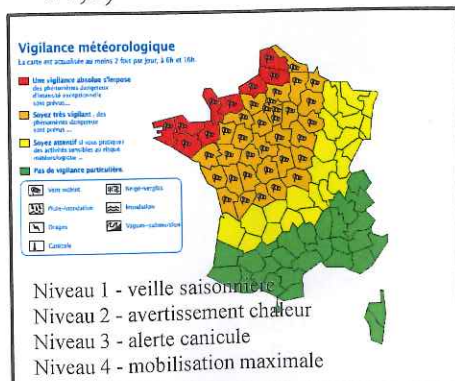 Vigilance météorologique
La carte est actualisée au moins 2 fois par jour, à 6h et 16h.
Une vigilance absolue s'impose
des phénomènes dangereux
d'intensité exceptionnelle
sont prévus ...
Soyez très vigilant, des
phénomènes dangereux
sont prévus ...
Soyez attentif si vous pratiquez
des activités sensibles au risque
météorologique ...
Pas de vigilance particulière.
Vent violent
Neige-verglas
Pluie-inondation
Inondation
Orages
Vagues-submersion
Canicule
Niveau 1 - veille saisonnière
Niveau 2 - avertissement chaleur
Niveau 3 - alerte canicule
Niveau 4 - mobilisation maximale